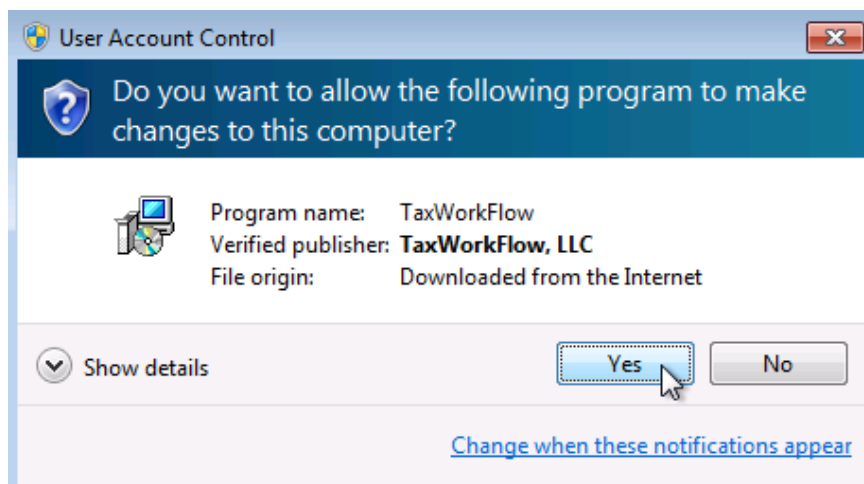 User Account Control
Do you want to allow the following program to make
changes to this computer?
Program name: TaxWorkFlow
Verified publisher: TaxWorkFlow, LLC
File origin: Downloaded from the Internet
Show details
Yes
No
Change when these notifications appear